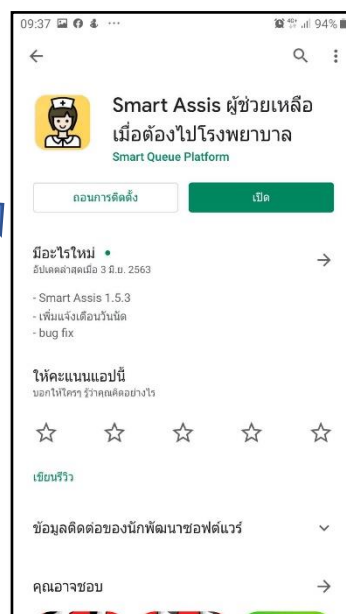 09:37 ... 94%
Smart Assis ผู้ช่วยเหลือ
เมื่อต้องไปโรงพยาบาล
Smart Queue Platform
ถอนการติดตั้ง เปิด
มีอะไรใหม่ •
อัปเดตล่าสุดเมื่อ 3 มิ.ย. 2563
- Smart Assis 1.5.3
- เพิ่มแจ้งเตือนวันนัด
- bug fix
ให้คะแนนแอปนี้
บอกให้ใครๆ รู้ว่าคุณคิดอย่างไร
เขียนรีวิว
ข้อมูลติดต่อของนักพัฒนาซอฟต์แวร์
คุณอาจชอบ